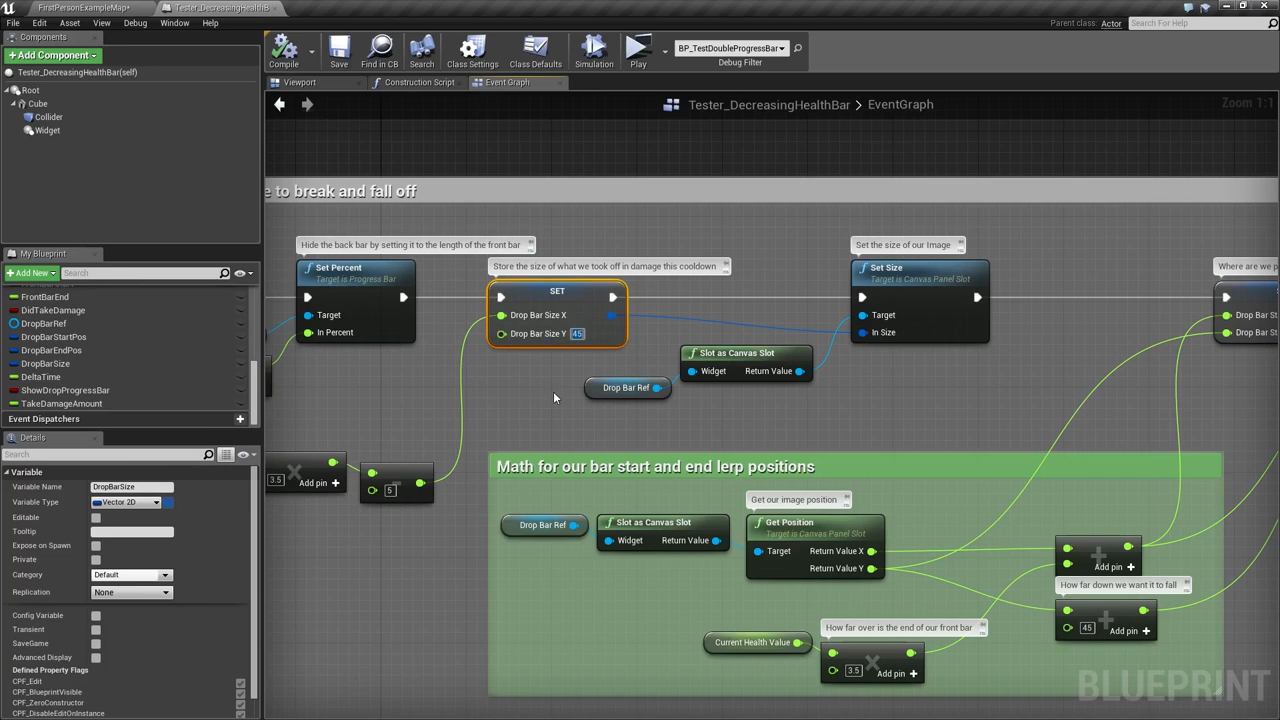 FirstPersonExampleMap*
Tester_DecreasingHealthB
File Edit Asset View Debug Window Help
Parent class: Actor
Search For Help
Components
+Add Component
Tester_DecreasingHealthBar(self)
Root
Cube
Collider
Widget
Compile
Save
Find in CB
Search
Class Settings
Class Defaults
Simulation
Play
BP_TestDoubleProgressBar
Debug Filter
Viewport
Construction Script
Event Graph
Tester_DecreasingHealthBar > EventGraph
Zoom 1:1
My Blueprint
+Add New
Search
FrontBarEnd
DidTakeDamage
DropBarRef
DropBarStartPos
DropBarEndPos
DropBarSize
DeltaTime
ShowDropProgressBar
TakeDamageAmount
Event Dispatchers
Details
Search
Variable
Variable Name DropBarSize
Variable Type Vector 2D
Editable
Tooltip
Expose on Spawn
Private
Category Default
Replication None
Config Variable
Transient
SaveGame
Advanced Display
Defined Property Flags
CPF_Edit
CPF_BlueprintVisible
CPF_ZeroConstructor
CPF_DisableEditOnInstance
e to break and fall off
Hide the back bar by setting it to the length of the front bar
Set Percent
Target is Progress Bar
Target
In Percent
Store the size of what we took off in damage this cooldown
SET
Drop Bar Size X
Drop Bar Size Y 45
Set the size of our Image
Set Size
Target is Canvas Panel Slot
Target
In Size
Slot as Canvas Slot
Widget Return Value
Drop Bar Ref
Where are we p
Drop Bar St
Drop Bar St
3.5 Add pin +
5
Math for our bar start and end lerp positions
Get our image position
Drop Bar Ref
Slot as Canvas Slot
Widget Return Value
Get Position
Target is Canvas Panel Slot
Target Return Value X
Return Value Y
Add pin +
How far down we want it to fall
45 Add pin +
How far over is the end of our front bar
Current Health Value
3.5 Add pin +
BLUEPRINT